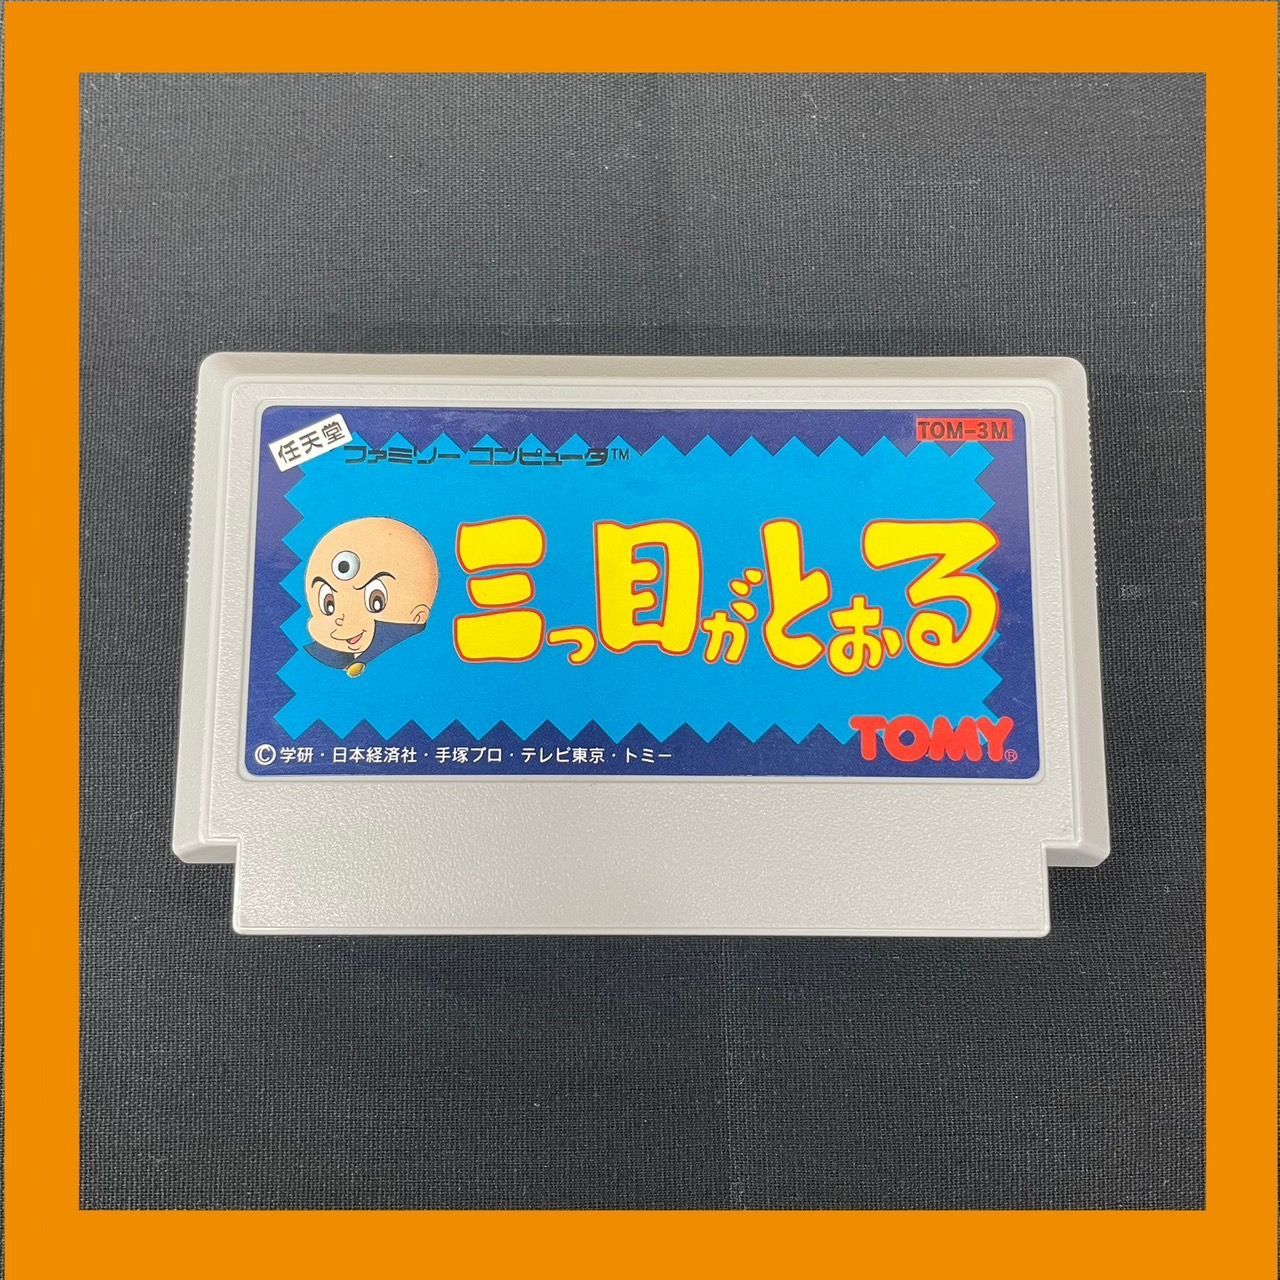 任天堂
ファミリーコンピュータ™
TOM-3M
三つ目がとおる
TOMY®
©学研・日本経済社・手塚プロ・テレビ東京・トミー